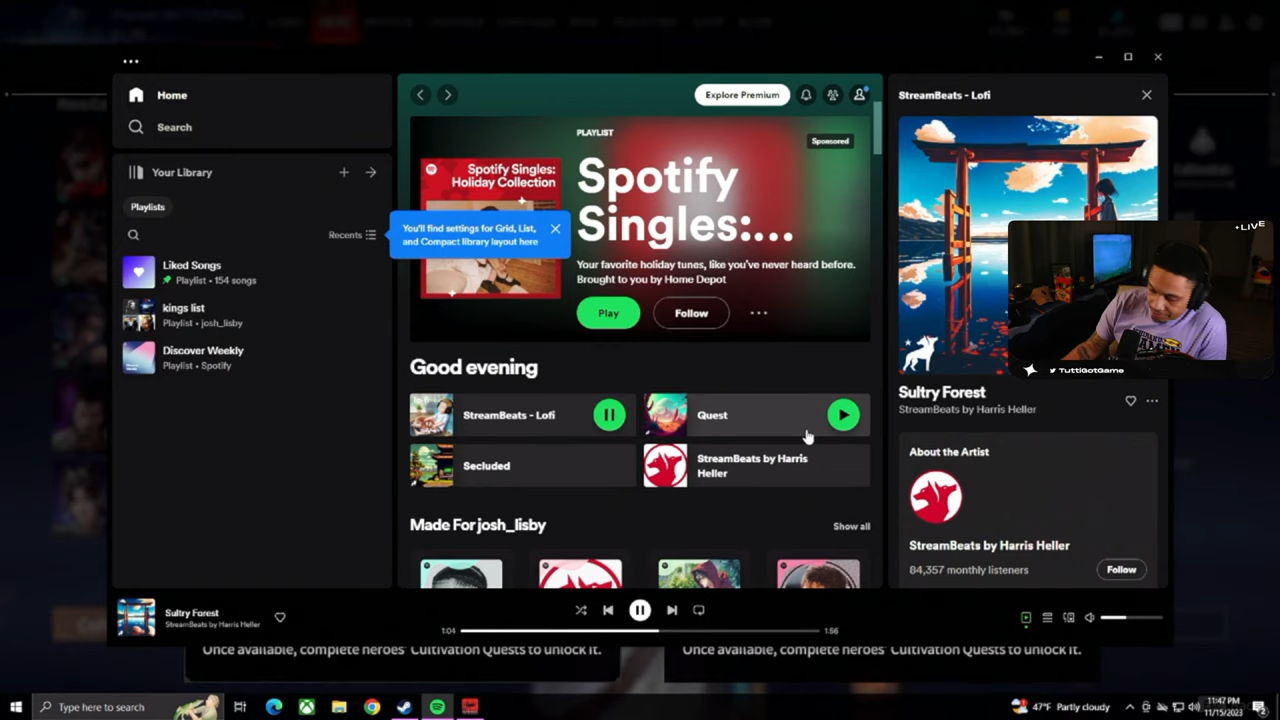 Home
Search
Your Library
Playlists
Recents
Liked Songs
Playlist • 154 songs
kings list
Playlist • josh_lisby
Discover Weekly
Playlist • Spotify
You'll find settings for Grid, List,
and Compact library layout here
Explore Premium
Spotify Singles:
Holiday Collection
PLAYLIST
Sponsored
Spotify
Singles:...
Your favorite holiday tunes, like you've never heard before.
Brought to you by Home Depot
Play
Follow
Good evening
StreamBeats - Lofi
Quest
Secluded
StreamBeats by Harris
Heller
Made For josh_lisby
Show all
StreamBeats - Lofi
LIVE
TuttiGotGame
Sultry Forest
StreamBeats by Harris Heller
About the Artist
StreamBeats by Harris Heller
84,357 monthly listeners
Follow
Sultry Forest
StreamBeats by Harris Heller
1:04
1:56
Once available, complete heroes' Cultivation Quests to unlock it.
Once available, complete heroes' Cultivation Quests to unlock it.
Type here to search
47°F Partly cloudy
11:47 PM
11/15/2023